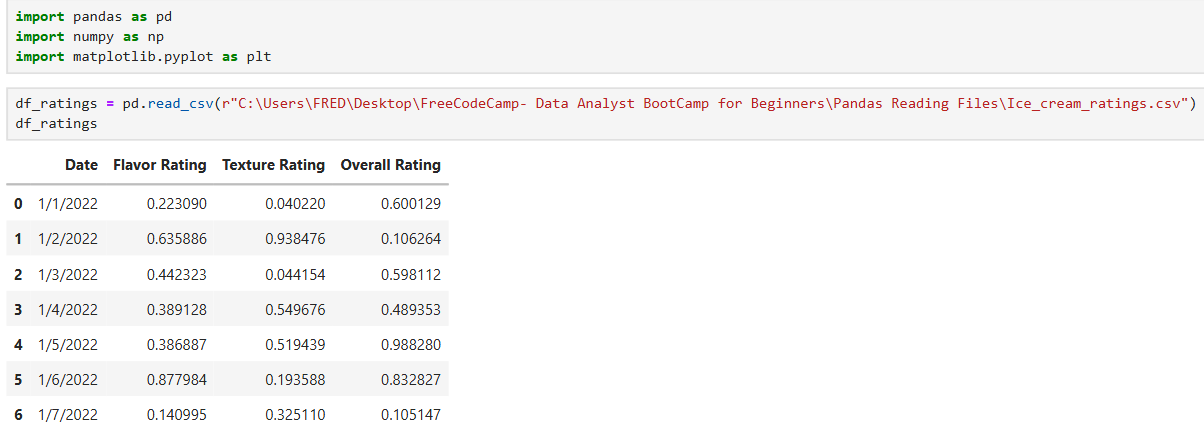 import pandas as pd
import numpy as np
import matplotlib.pyplot as plt
df_ratings = pd.read_csv(r"C:\Users\FRED\Desktop\FreeCodeCamp- Data Analyst BootCamp for Beginners\Pandas Reading Files\Ice_cream_ratings.csv")
df_ratings
Date Flavor Rating Texture Rating Overall Rating
0 1/1/2022 0.223090 0.040220 0.600129
1 1/2/2022 0.635886 0.938476 0.106264
2 1/3/2022 0.442323 0.044154 0.598112
3 1/4/2022 0.389128 0.549676 0.489353
4 1/5/2022 0.386887 0.519439 0.988280
5 1/6/2022 0.877984 0.193588 0.832827
6 1/7/2022 0.140995 0.325110 0.105147